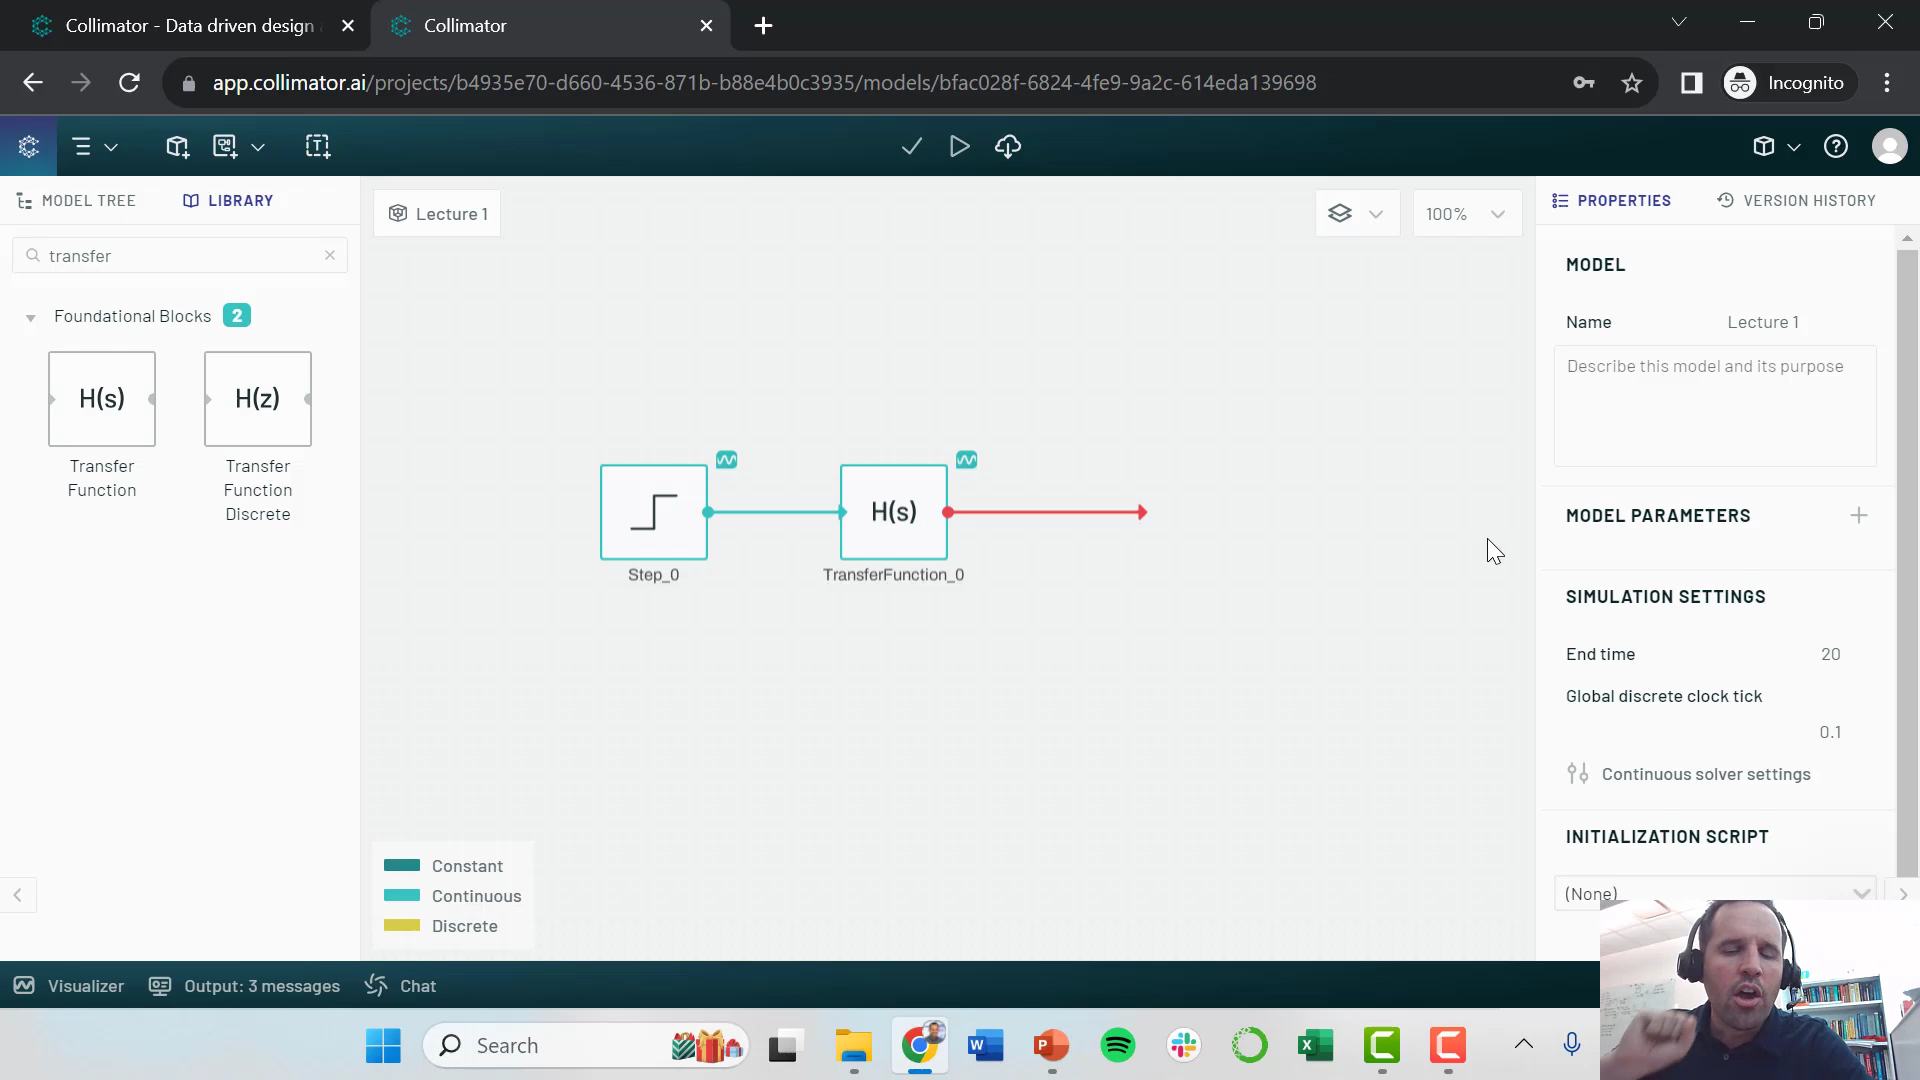 Collimator - Data driven design
Collimator
app.collimator.ai/projects/b4935e70-d660-4536-871b-b88e4b0c3935/models/bfac028f-6824-4fe9-9a2c-614eda139698
Incognito
MODEL TREE
LIBRARY
Lecture 1
100%
PROPERTIES
VERSION HISTORY
transfer
Foundational Blocks 2
H(s)
H(z)
Transfer
Function
Transfer
Function
Discrete
Step_0
H(s)
TransferFunction_0
Constant
Continuous
Discrete
MODEL
Name Lecture 1
Describe this model and its purpose
MODEL PARAMETERS
SIMULATION SETTINGS
End time 20
Global discrete clock tick
0.1
Continuous solver settings
INITIALIZATION SCRIPT
(None)
Visualizer
Output: 3 messages
Chat
Search